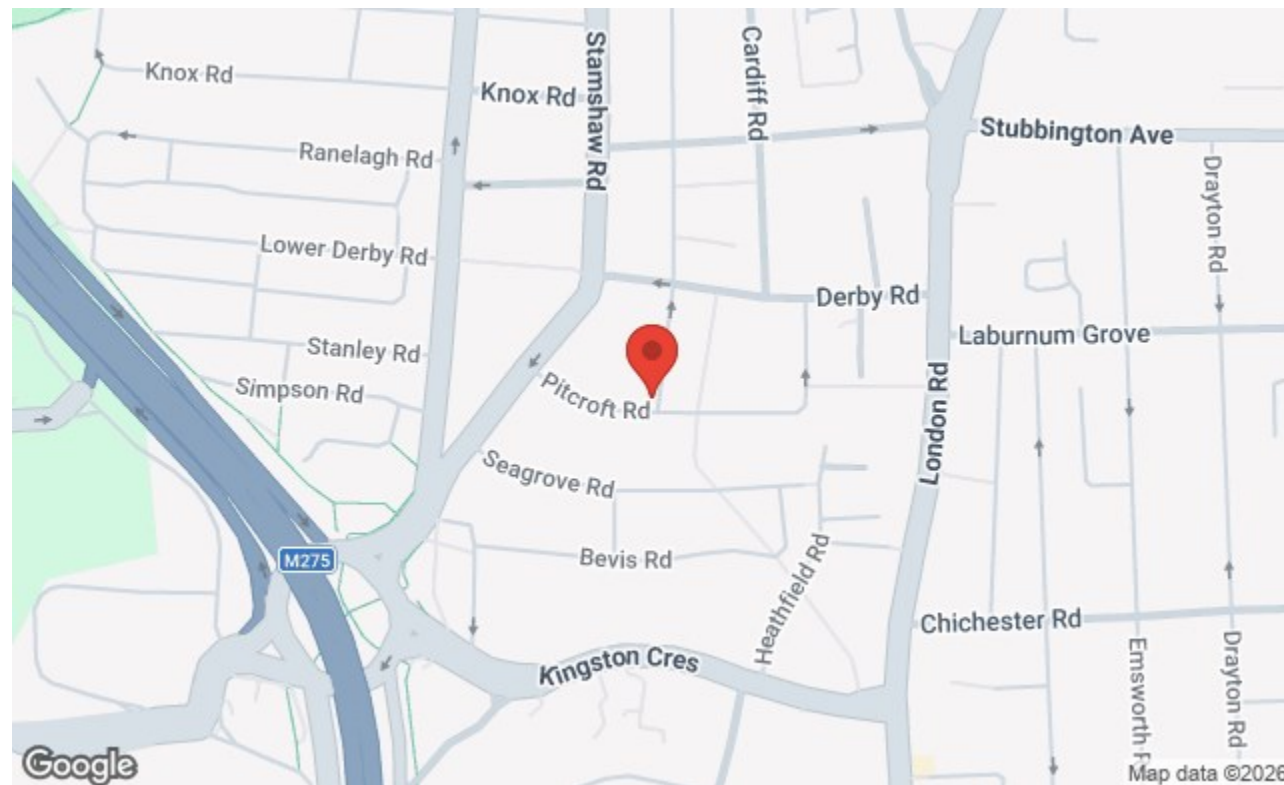 Knox Rd
Knox Rd
Stamshaw Rd
Cardiff Rd
Stubbington Ave
Ranelagh Rd
Drayton Rd
Lower Derby Rd
Derby Rd
Laburnum Grove
Stanley Rd
Simpson Rd
Pitcroft Rd
London Rd
Seagrove Rd
M275
Bevis Rd
Heathfield Rd
Chichester Rd
Kingston Cres
Emsworth R
Drayton Rd
Google
Map data ©2026